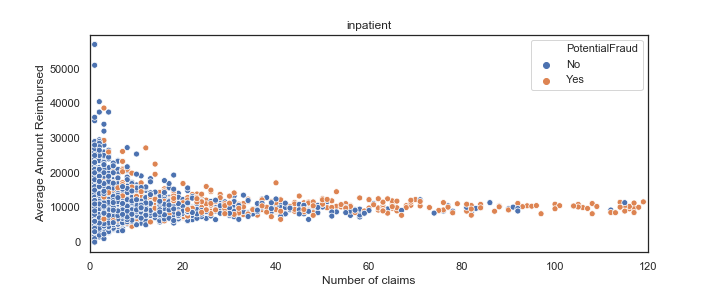 inpatient
PotentialFraud
No
Yes
Average Amount Reimbursed
50000
40000
30000
20000
10000
0
0 20 40 60 80 100 120
Number of claims